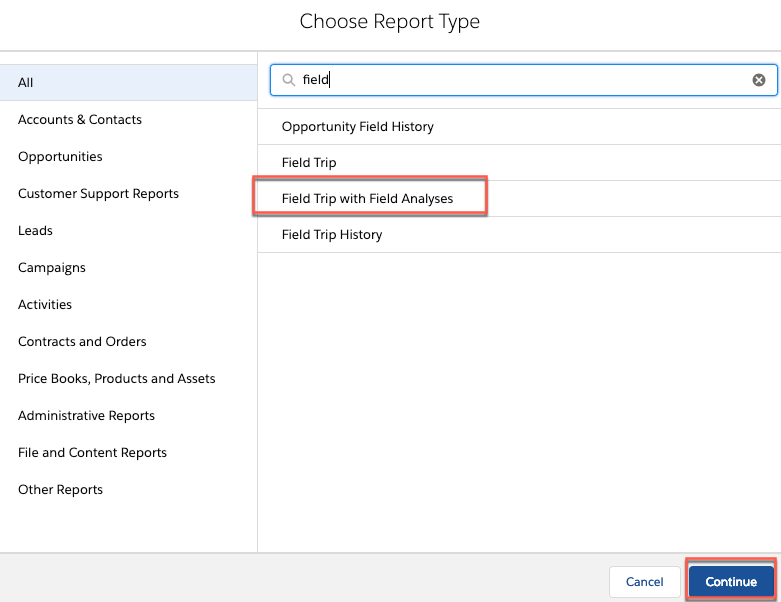 Choose Report Type
All
Accounts & Contacts
Opportunities
Customer Support Reports
Leads
Campaigns
Activities
Contracts and Orders
Price Books, Products and Assets
Administrative Reports
File and Content Reports
Other Reports
field
Opportunity Field History
Field Trip
Field Trip with Field Analyses
Field Trip History
Cancel
Continue